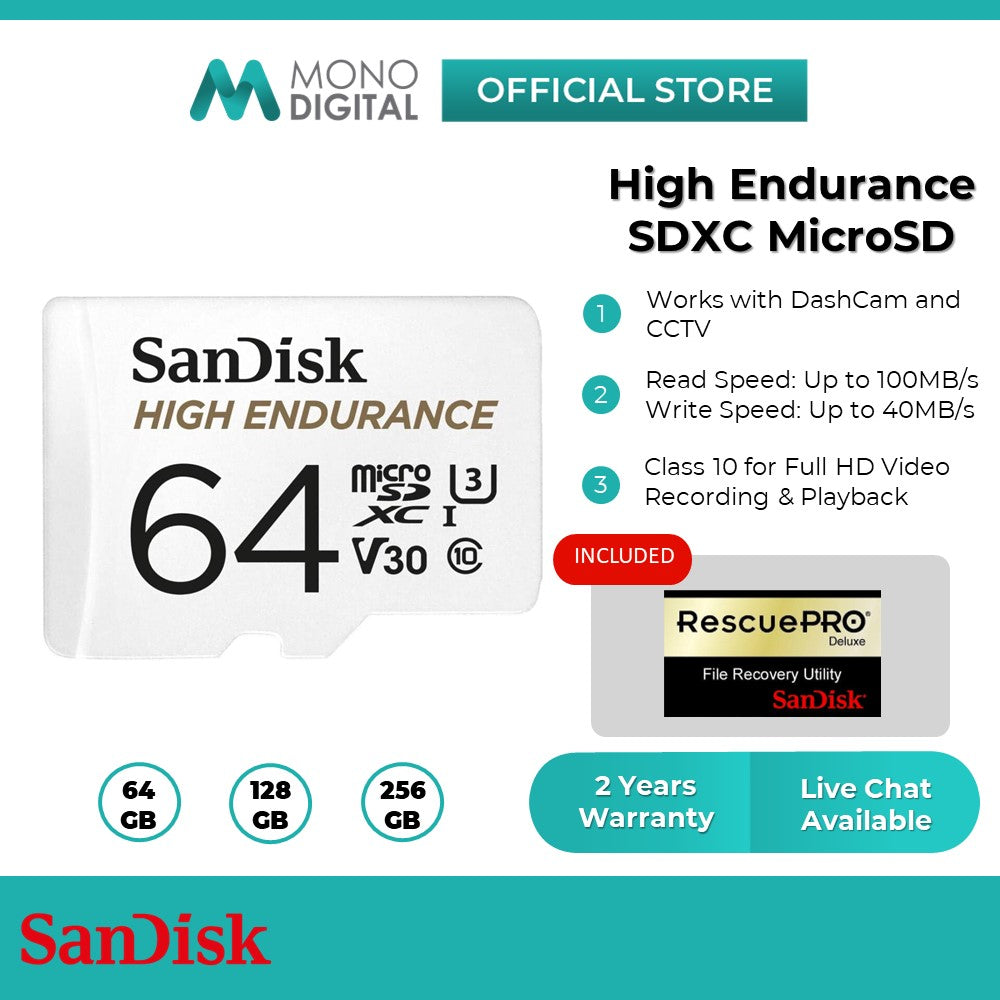 MONO
DIGITAL
OFFICIAL STORE
High Endurance
SDXC MicroSD
1
Works with DashCam and
CCTV
2
Read Speed: Up to 100MB/s
Write Speed: Up to 40MB/s
3
Class 10 for Full HD Video
Recording & Playback
SanDisk
HIGH ENDURANCE
64
micro
SD
XC I
U3
V30
10
INCLUDED
RescuePRO®
Deluxe
File Recovery Utility
SanDisk
64
GB
128
GB
256
GB
2 Years
Warranty
Live Chat
Available
SanDisk